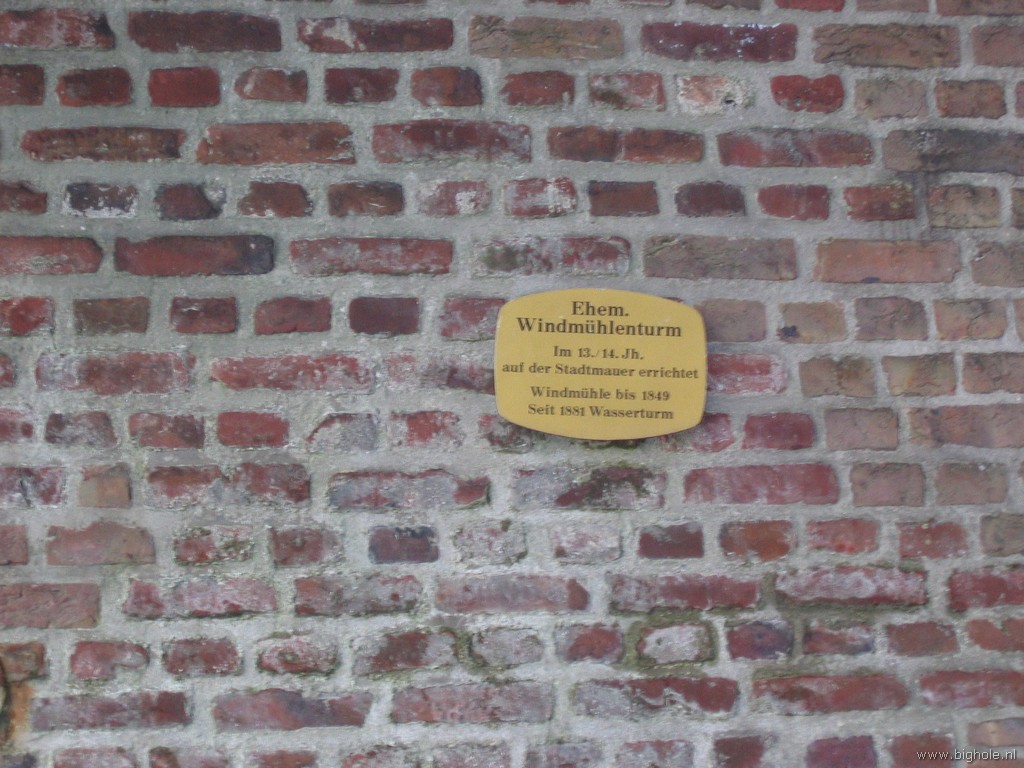 Ehem.
Windmühlenturm
Im 13./14. Jh.
auf der Stadtmauer errichtet
Windmühle bis 1849
Seit 1881 Wasserturm
www.bighole.nl